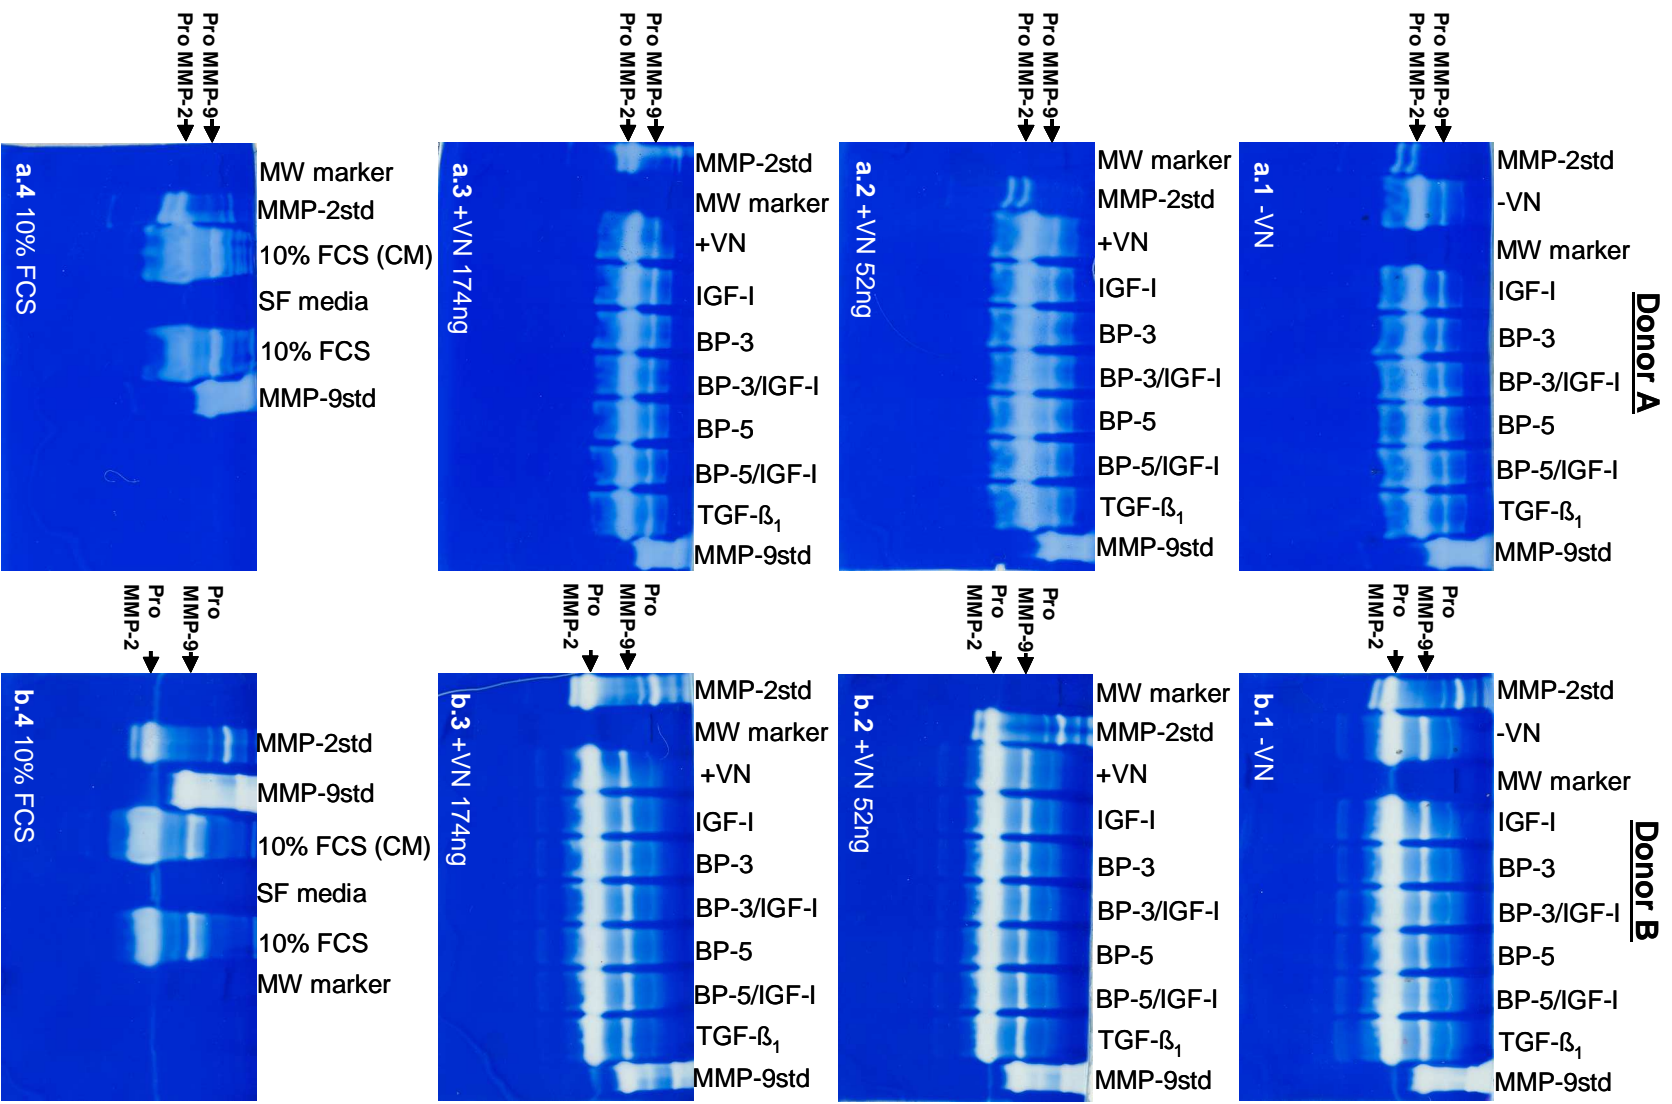 Donor A
Pro MMP-9
Pro MMP-2
a.1 -VN
MMP-2std
-VN
MW marker
IGF-I
BP-3
BP-3/IGF-I
BP-5
BP-5/IGF-I
TGF-ß1
MMP-9std
Pro MMP-9
Pro MMP-2
a.2 +VN 52ng
MW marker
MMP-2std
+VN
IGF-I
BP-3
BP-3/IGF-I
BP-5
BP-5/IGF-I
TGF-ß1
MMP-9std
Pro MMP-9
Pro MMP-2
a.3 +VN 174ng
MMP-2std
MW marker
+VN
IGF-I
BP-3
BP-3/IGF-I
BP-5
BP-5/IGF-I
TGF-ß1
MMP-9std
Pro MMP-9
Pro MMP-2
a.4 10% FCS
MW marker
MMP-2std
10% FCS (CM)
SF media
10% FCS
MMP-9std
Donor B
Pro
MMP-9
Pro
MMP-2
b.1 -VN
MMP-2std
-VN
MW marker
IGF-I
BP-3
BP-3/IGF-I
BP-5
BP-5/IGF-I
TGF-ß1
MMP-9std
Pro
MMP-9
Pro
MMP-2
b.2 +VN 52ng
MW marker
MMP-2std
+VN
IGF-I
BP-3
BP-3/IGF-I
BP-5
BP-5/IGF-I
TGF-ß1
MMP-9std
Pro
MMP-9
Pro
MMP-2
b.3 +VN 174ng
MMP-2std
MW marker
+VN
IGF-I
BP-3
BP-3/IGF-I
BP-5
BP-5/IGF-I
TGF-ß1
MMP-9std
Pro
MMP-9
Pro
MMP-2
b.4 10% FCS
MMP-2std
MMP-9std
10% FCS (CM)
SF media
10% FCS
MW marker